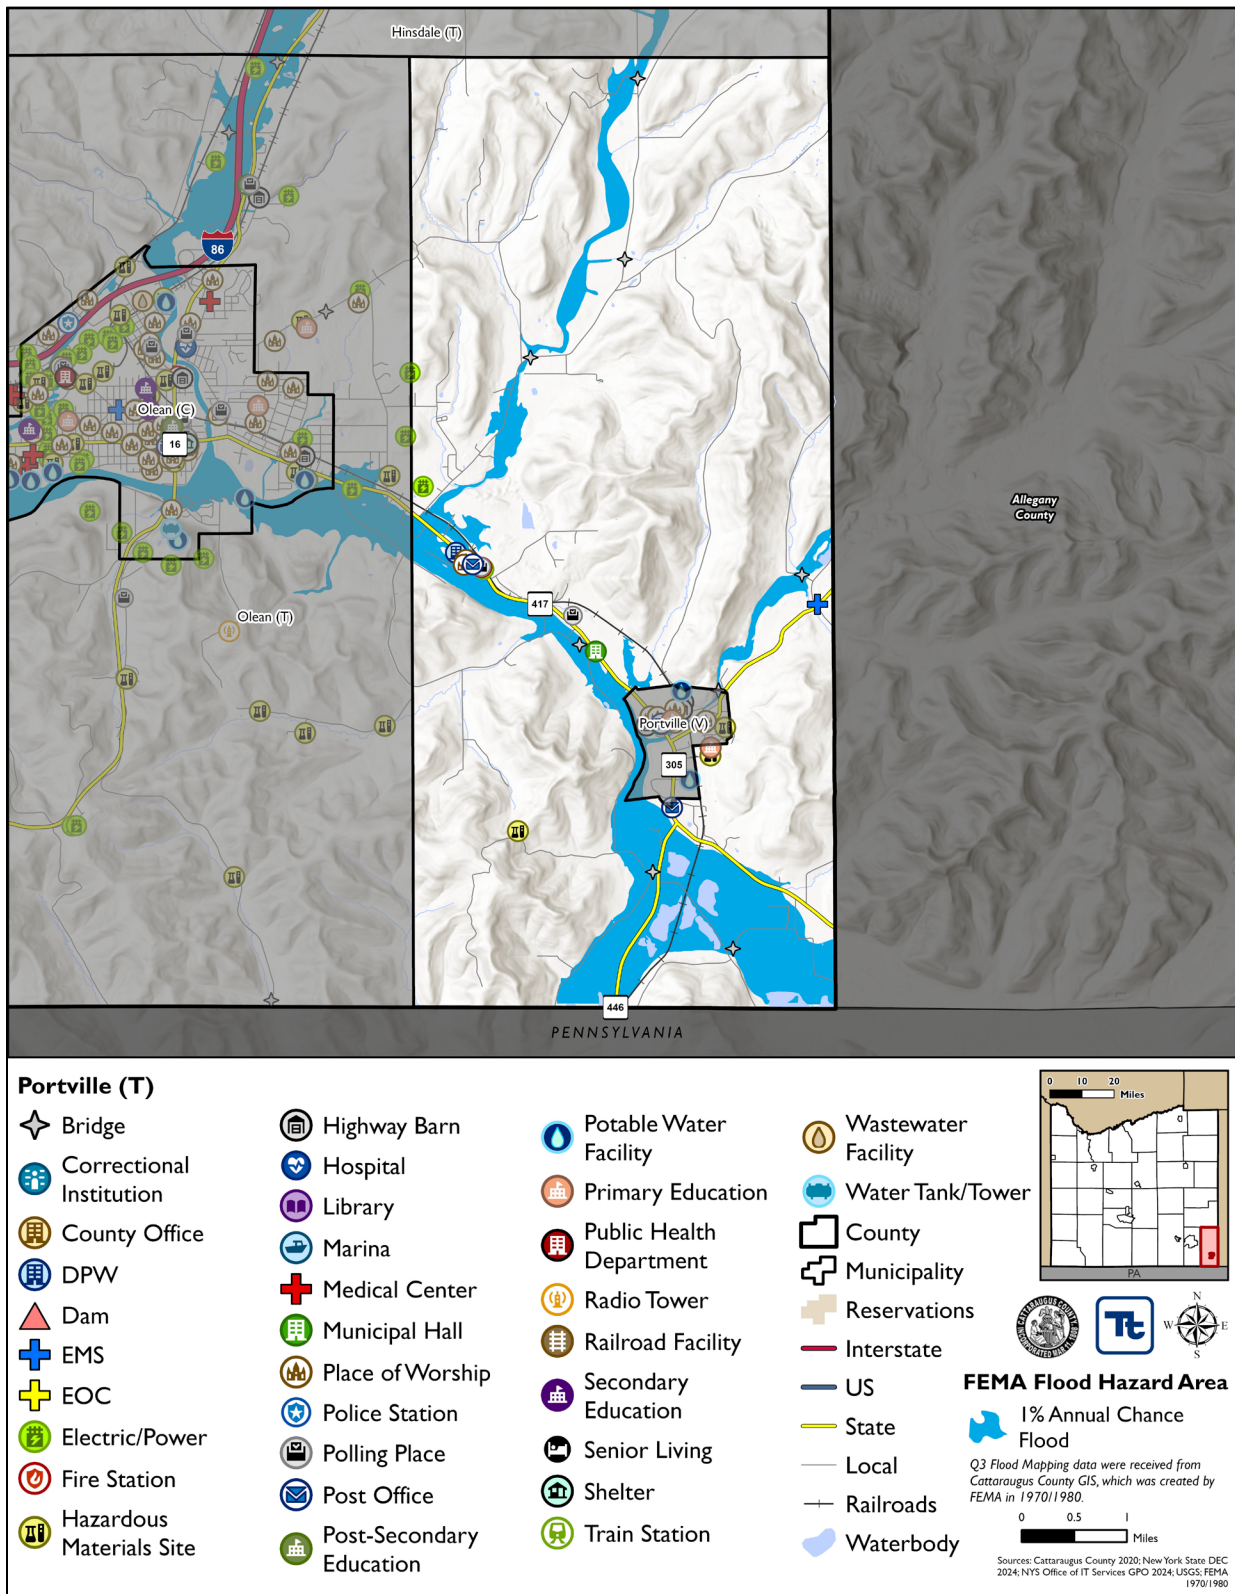 Hinsdale (T)
86
Olean (C)
16
Allegany
County
417
Olean (T)
Portville (V)
305
446
PENNSYLVANIA
Portville (T)
Bridge
Correctional
Institution
County Office
DPW
Dam
EMS
EOC
Electric/Power
Fire Station
Hazardous
Materials Site
Highway Barn
Hospital
Library
Marina
Medical Center
Municipal Hall
Place of Worship
Police Station
Polling Place
Post Office
Post-Secondary
Education
Potable Water
Facility
Primary Education
Public Health
Department
Radio Tower
Railroad Facility
Secondary
Education
Senior Living
Shelter
Train Station
Wastewater
Facility
Water Tank/Tower
County
Municipality
Reservations
Interstate
US
State
Local
Railroads
Waterbody
0 10 20
Miles
PA
CATTARAUGUS COUNTY
INCORPORATED MAR. 11, 1808
Tt
N
W E
S
FEMA Flood Hazard Area
1% Annual Chance
Flood
Q3 Flood Mapping data were received from
Cattaraugus County GIS, which was created by
FEMA in 1970/1980.
0 0.5 1
Miles
Sources: Cattaraugus County 2020; New York State DEC
2024; NYS Office of IT Services GPO 2024; USGS; FEMA
1970/1980